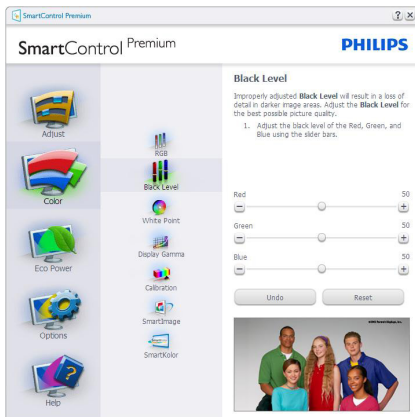 SmartControl Premium
SmartControl Premium
PHILIPS
Adjust
Color
Eco Power
Options
Help
RGB
Black Level
White Point
Display Gamma
Calibration
SmartImage
SmartKolor
Black Level
Improperly adjusted Black Level will result in a loss of
detail in darker image areas. Adjust the Black Level for
the best possible picture quality.
1. Adjust the black level of the Red, Green, and
Blue using the slider bars.
Red 50
Green 50
Blue 50
Undo Reset